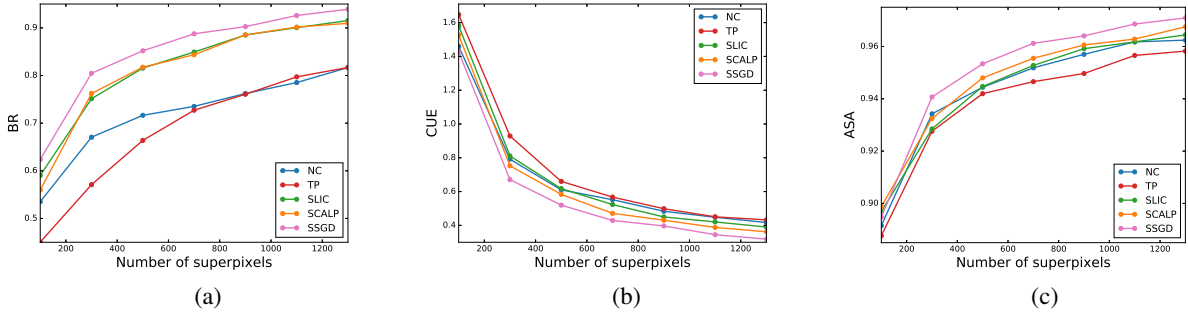 0.9
0.8
0.7
0.6
0.5
BR
200 400 600 800 1000 1200
Number of superpixels
NC
TP
SLIC
SCALP
SSGD
(a)
1.6
1.4
1.2
1.0
0.8
0.6
0.4
CUE
200 400 600 800 1000 1200
Number of superpixels
NC
TP
SLIC
SCALP
SSGD
(b)
0.96
0.94
0.92
0.90
ASA
200 400 600 800 1000 1200
Number of superpixels
NC
TP
SLIC
SCALP
SSGD
(c)